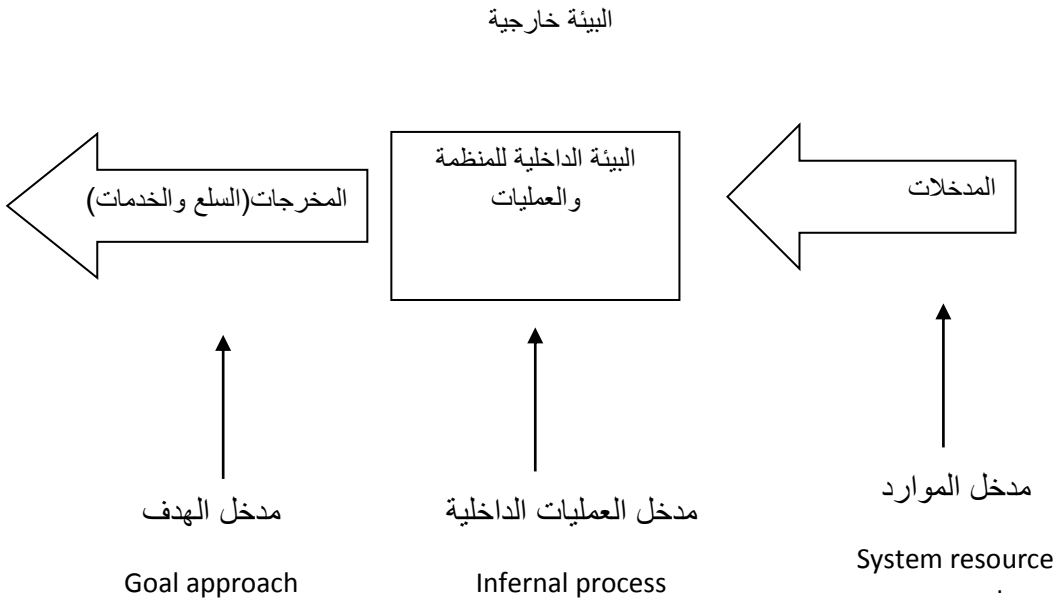 البيئة خارجية
المدخلات
البيئة الداخلية للمنظمة
والعمليات
المخرجات(السلع والخدمات)
مدخل الموارد
مدخل العمليات الداخلية
مدخل الهدف
System resource
Infernal process
Goal approach